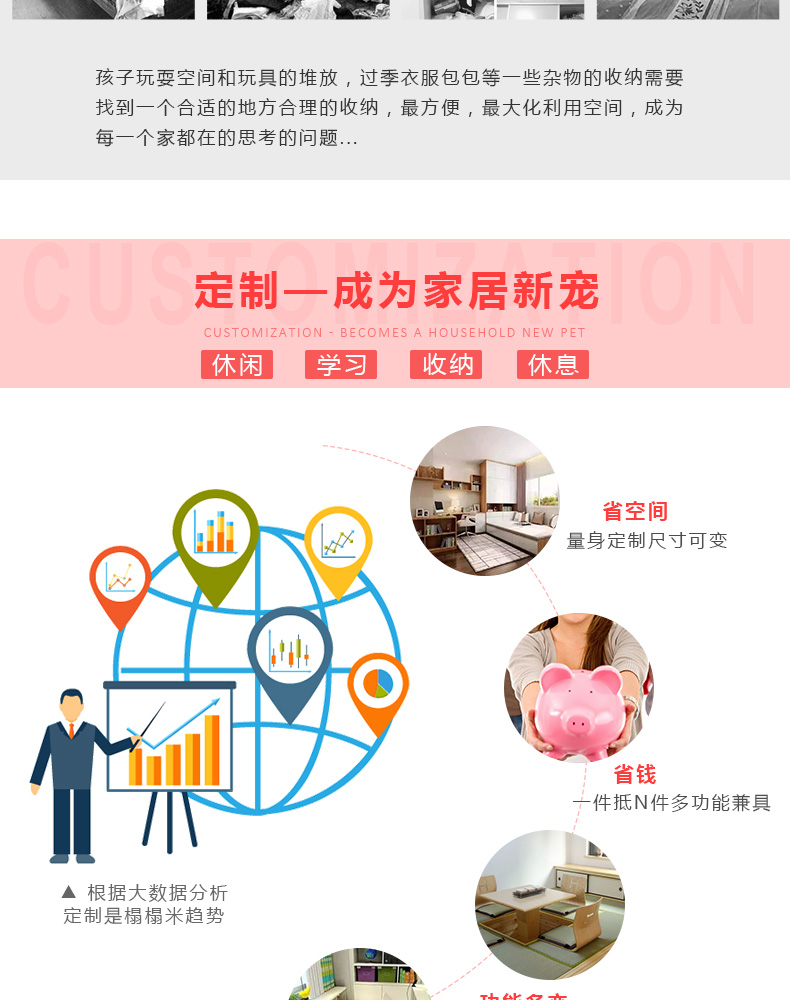 孩子玩耍空间和玩具的堆放，过季衣服包包等一些杂物的收纳需要
找到一个合适的地方合理的收纳，最方便，最大化利用空间，成为
每一个家都在的思考的问题...
CUSTOMIZATION
定制—成为家居新宠
CUSTOMIZATION - BECOMES A HOUSEHOLD NEW PET
休闲 学习 收纳 休息
省空间
量身定制尺寸可变
省钱
一件抵N件多功能兼具
▲ 根据大数据分析
定制是榻榻米趋势
功能多变